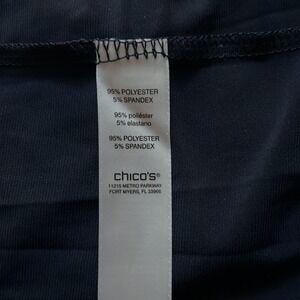 95% POLYESTER
5% SPANDEX
95% poliéster
5% elastano
95% POLYESTER
5% SPANDEX
chico's®
11215 METRO PARKWAY
FORT MYERS, FL 33966